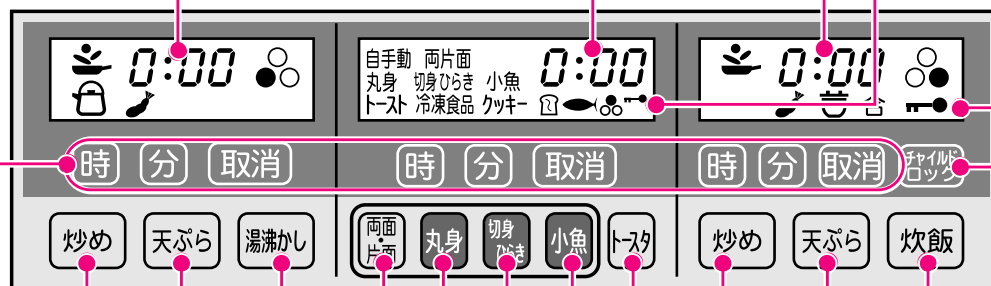 0:00
自手動 両片面
丸身 切身ひらき 小魚
トースト 冷凍食品 クッキー
0:00
0:00
時 分 取消
時 分 取消
時 分 取消
チャイルド
ロック
炒め 天ぷら 湯沸かし
両面
・
片面
丸身
切身
ひらき
小魚
トースタ
炒め 天ぷら 炊飯